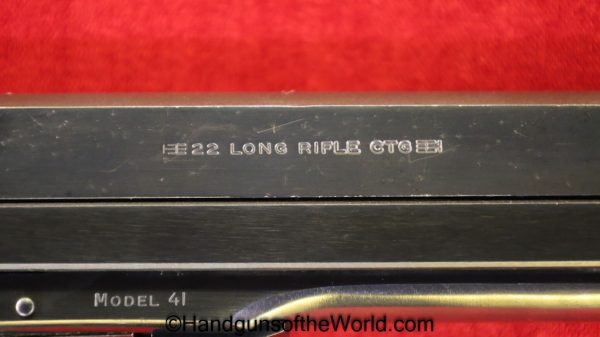 22 LONG RIFLE CTG
MODEL 41
©HandgunsoftheWorld.com